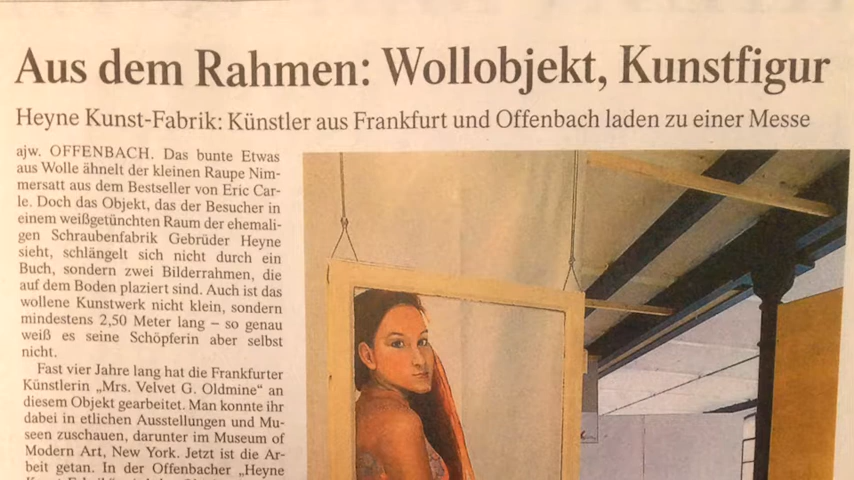 Aus dem Rahmen: Wollobjekt, Kunstfigur
Heyne Kunst-Fabrik: Künstler aus Frankfurt und Offenbach laden zu einer Messe
ajw. OFFENBACH. Das bunte Etwas
aus Wolle ähnelt der kleinen Raupe Nim-
mersatt aus dem Bestseller von Eric Car-
le. Doch das Objekt, das der Besucher in
einem weißgetünchten Raum der ehemali-
gen Schraubenfabrik Gebrüder Heyne
sieht, schlängelt sich nicht durch ein
Buch, sondern zwei Bilderrahmen, die
auf dem Boden plaziert sind. Auch ist das
wollene Kunstwerk nicht klein, sondern
mindestens 2,50 Meter lang – so genau
weiß es seine Schöpferin aber selbst
nicht.
Fast vier Jahre lang hat die Frankfurter
Künstlerin „Mrs. Velvet G. Oldmine“ an
diesem Objekt gearbeitet. Man konnte ihr
dabei in etlichen Ausstellungen und Mu-
seen zuschauen, darunter im Museum of
Modern Art, New York. Jetzt ist die Ar-
beit getan. In der Offenbacher „Heyne